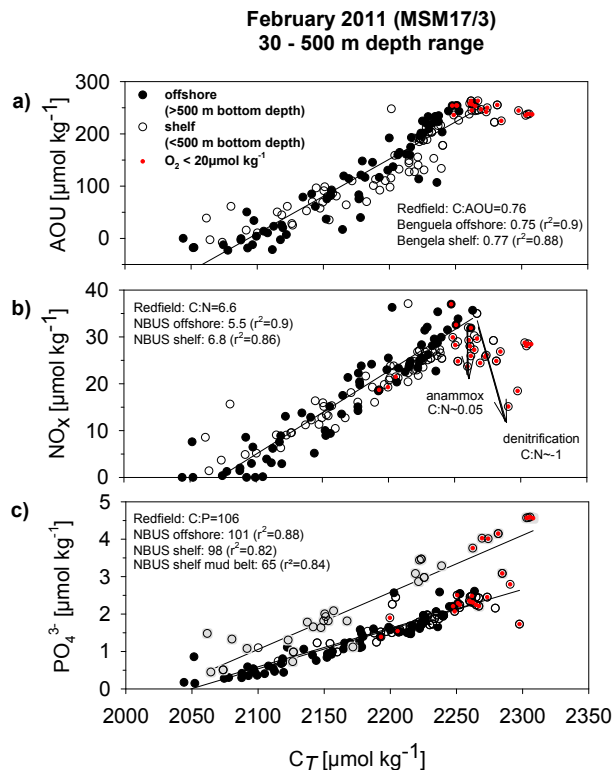 February 2011 (MSM17/3)
30 - 500 m depth range
a)
300
200
100
0
AOU [µmol kg-1]
offshore
(>500 m bottom depth)
shelf
(<500 m bottom depth)
O2 < 20µmol kg-1
Redfield: C:AOU=0.76
Benguela offshore: 0.75 (r2=0.9)
Bengela shelf: 0.77 (r2=0.88)
b)
40
30
20
10
0
NOX [µmol kg-1]
Redfield: C:N=6.6
NBUS offshore: 5.5 (r2=0.9)
NBUS shelf: 6.8 (r2=0.86)
anammox
C:N~0.05
denitrification
C:N~-1
c)
5
4
3
2
1
0
PO43- [µmol kg-1]
Redfield: C:P=106
NBUS offshore: 101 (r2=0.88)
NBUS shelf: 98 (r2=0.82)
NBUS shelf mud belt: 65 (r²=0.84)
2000 2050 2100 2150 2200 2250 2300 2350
CT [µmol kg-1]